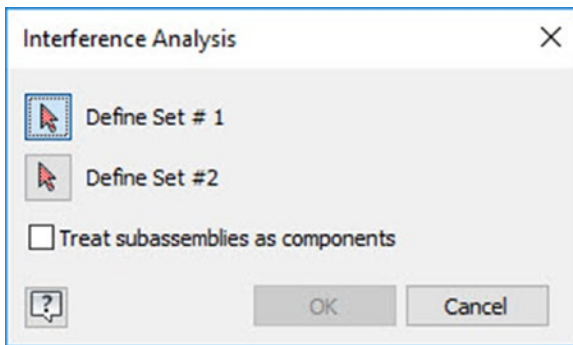 Interference Analysis
Define Set # 1
Define Set #2
Treat subassemblies as components
OK
Cancel